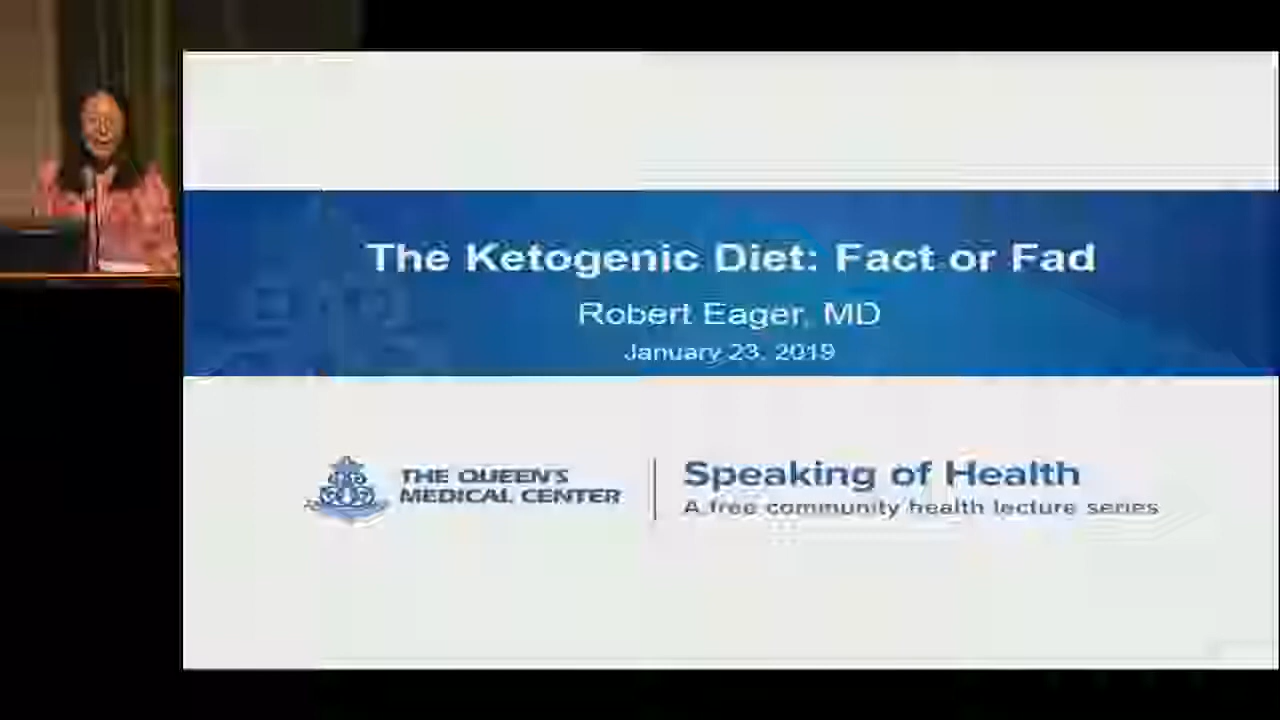 The Ketogenic Diet: Fact or Fad
Robert Eager, MD
January 23, 2019
THE QUEEN'S
MEDICAL CENTER
Speaking of Health
A free community health lecture series